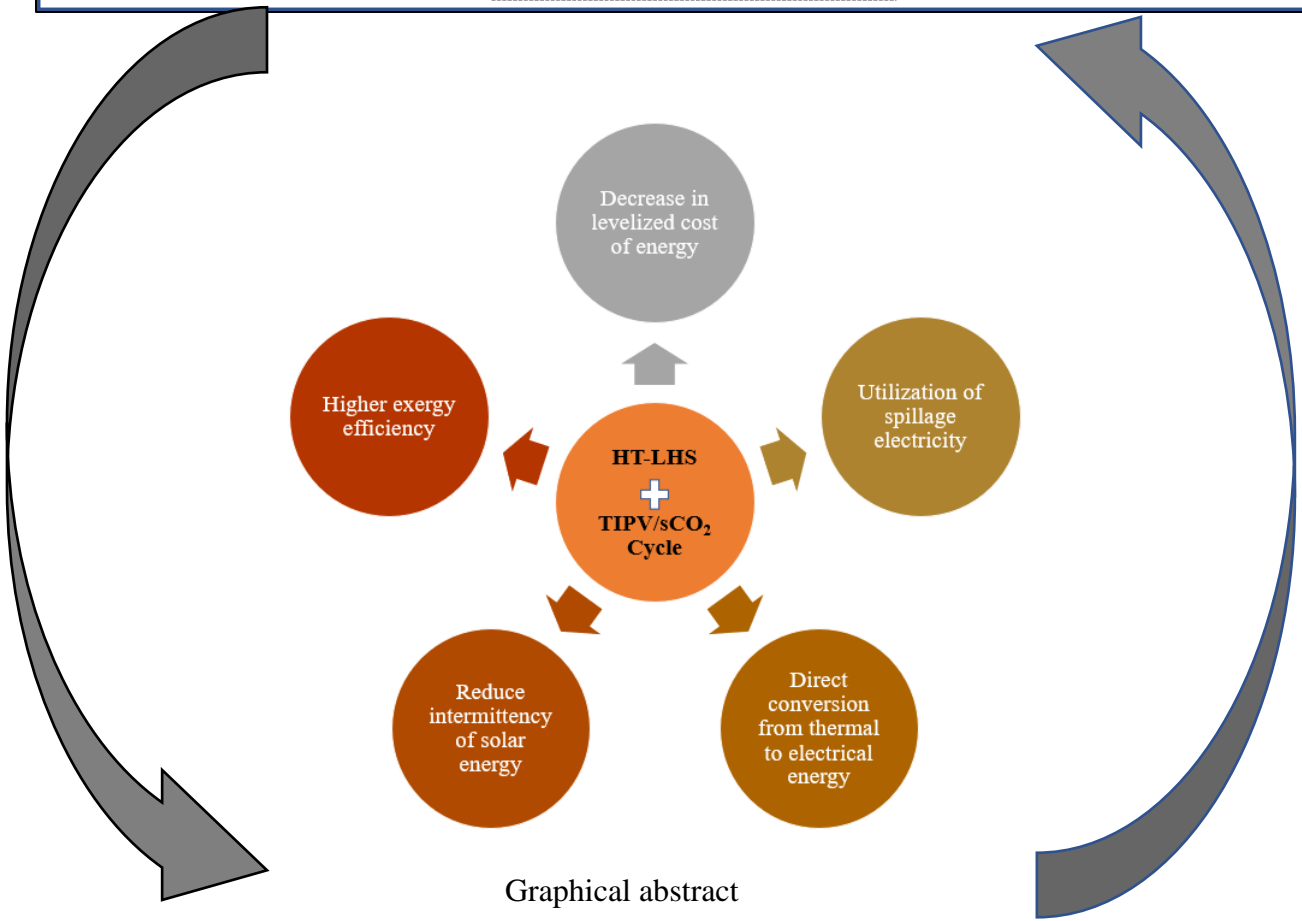 Decrease in
levelized cost
of energy
Higher exergy
efficiency
Utilization of
spillage
electricity
HT-LHS
TIPV/sCO₂
Cycle
Reduce
intermittency
of solar
energy
Direct
conversion
from thermal
to electrical
energy
Graphical abstract